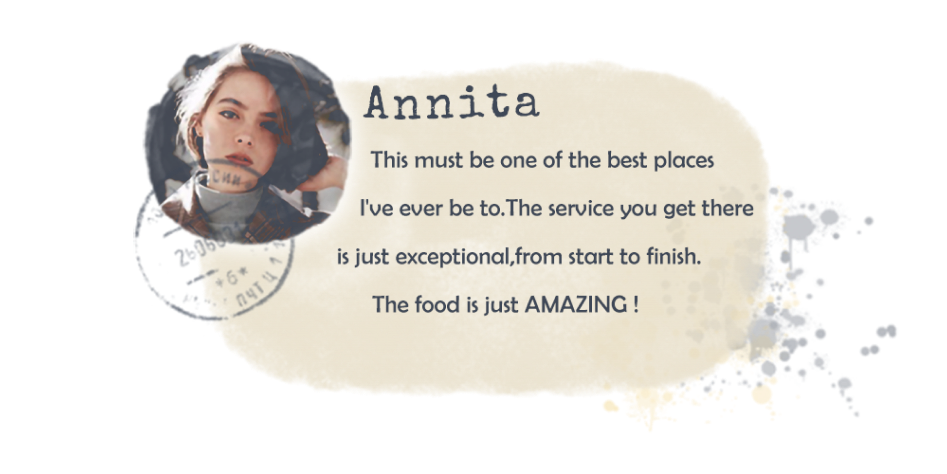 Annita
This must be one of the best places
I've ever be to.The service you get there
is just exceptional,from start to finish.
The food is just AMAZING !